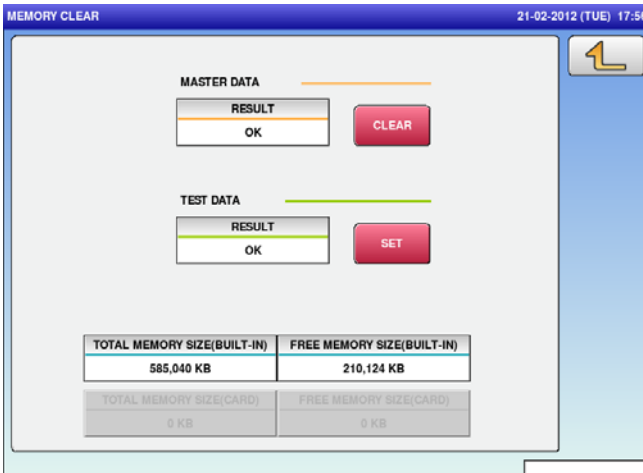 MEMORY CLEAR 21-02-2012 (TUE) 17:56
MASTER DATA
RESULT
OK
CLEAR
TEST DATA
RESULT
OK
SET
TOTAL MEMORY SIZE(BUILT-IN) FREE MEMORY SIZE(BUILT-IN)
585,040 KB 210,124 KB
TOTAL MEMORY SIZE(CARD) FREE MEMORY SIZE(CARD)
0 KB 0 KB